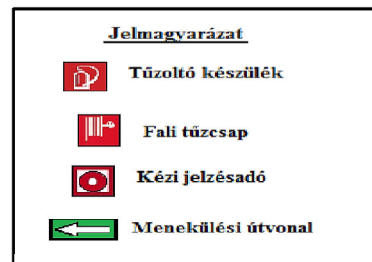 Jelmagyarázat
Tűzoltó készülék
Fali tűzcsap
Kézi jelzésadó
Menekülési útvonal